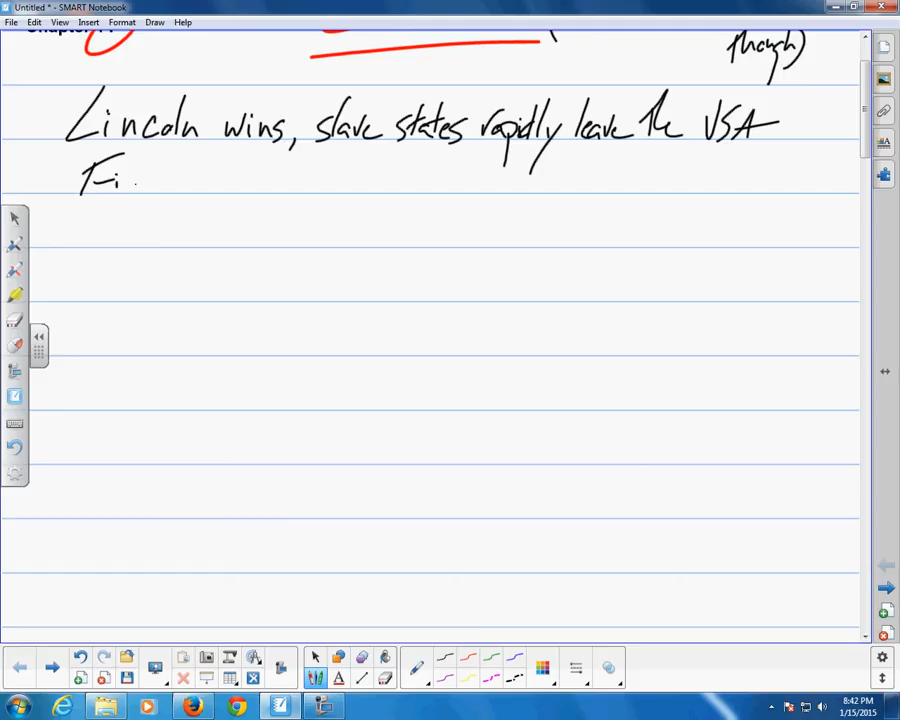 Untitled * - SMART Notebook
File Edit View Insert Format Draw Help
though)
Lincoln wins, slave states rapidly leave the USA
Fi
8:42 PM
1/15/2015